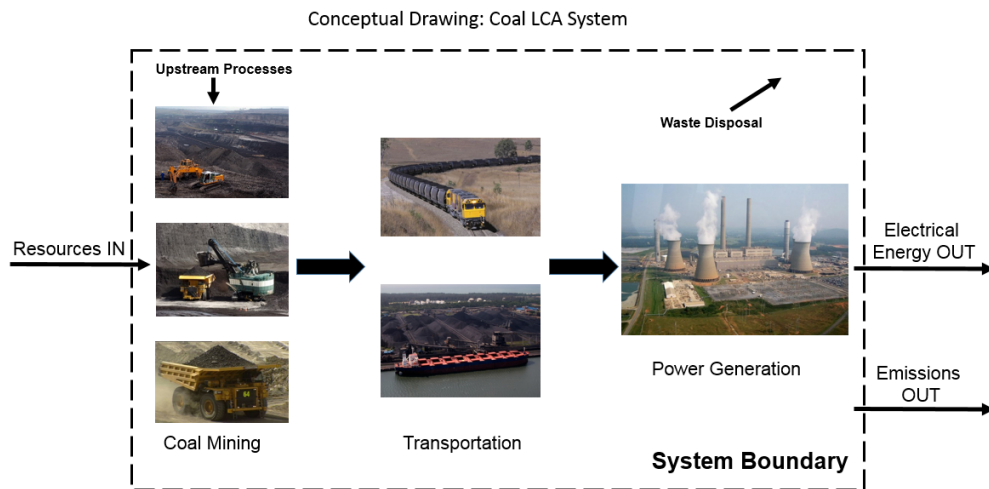 Conceptual Drawing: Coal LCA System
Upstream Processes
Waste Disposal
Resources IN
Electrical
Energy OUT
Power Generation
Emissions
OUT
64
Coal Mining
Transportation
System Boundary